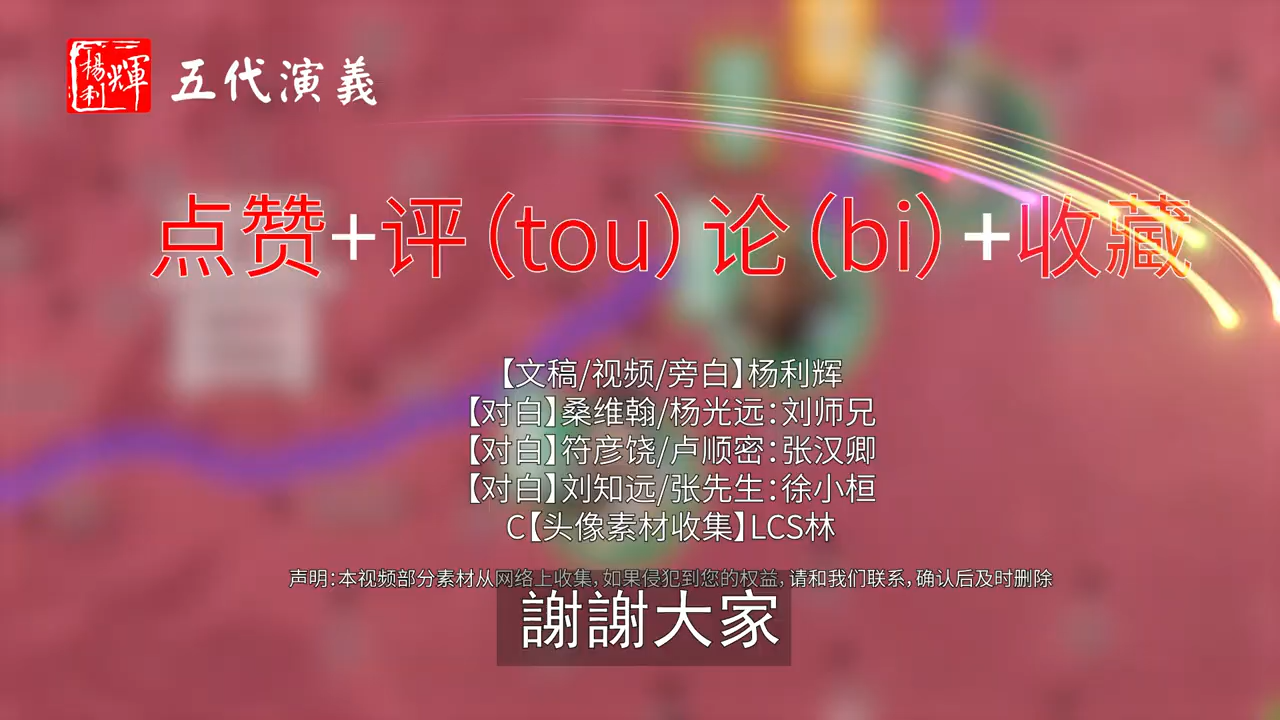 楊利輝
五代演義
点赞+评（tou）论（bi）+收藏
【文稿/视频/旁白】杨利辉
【对白】桑维翰/杨光远：刘师兄
【对白】符彦饶/卢顺密：张汉卿
【对白】刘知远/张先生：徐小桓
C【头像素材收集】LCS林
声明：本视频部分素材从网络上收集，如果侵犯到您的权益，请和我们联系，确认后及时删除
謝謝大家